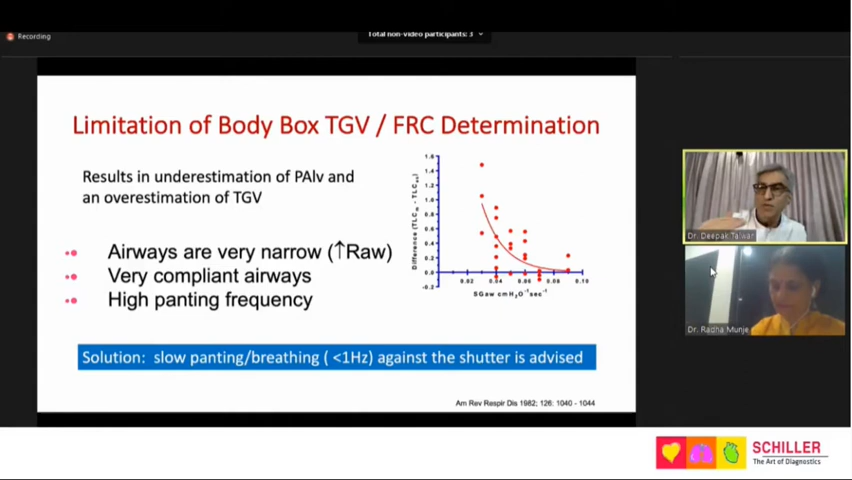 Recording
Total non-video participants: 3
Limitation of Body Box TGV / FRC Determination
Results in underestimation of PAlv and
an overestimation of TGV
Airways are very narrow (↑Raw)
Very compliant airways
High panting frequency
1.6
1.4
1.2
1.0
0.8
0.6
0.4
0.2
0.0
-0.2
0.02
0.04
0.06
0.08
0.10
SGaw cmH₂O⁻¹sec⁻¹
Solution: slow panting/breathing ( <1Hz) against the shutter is advised
Am Rev Respir Dis 1982; 126: 1040 - 1044
Dr. Deepak Talwar
Dr. Radha Munje
SCHILLER
The Art of Diagnostics